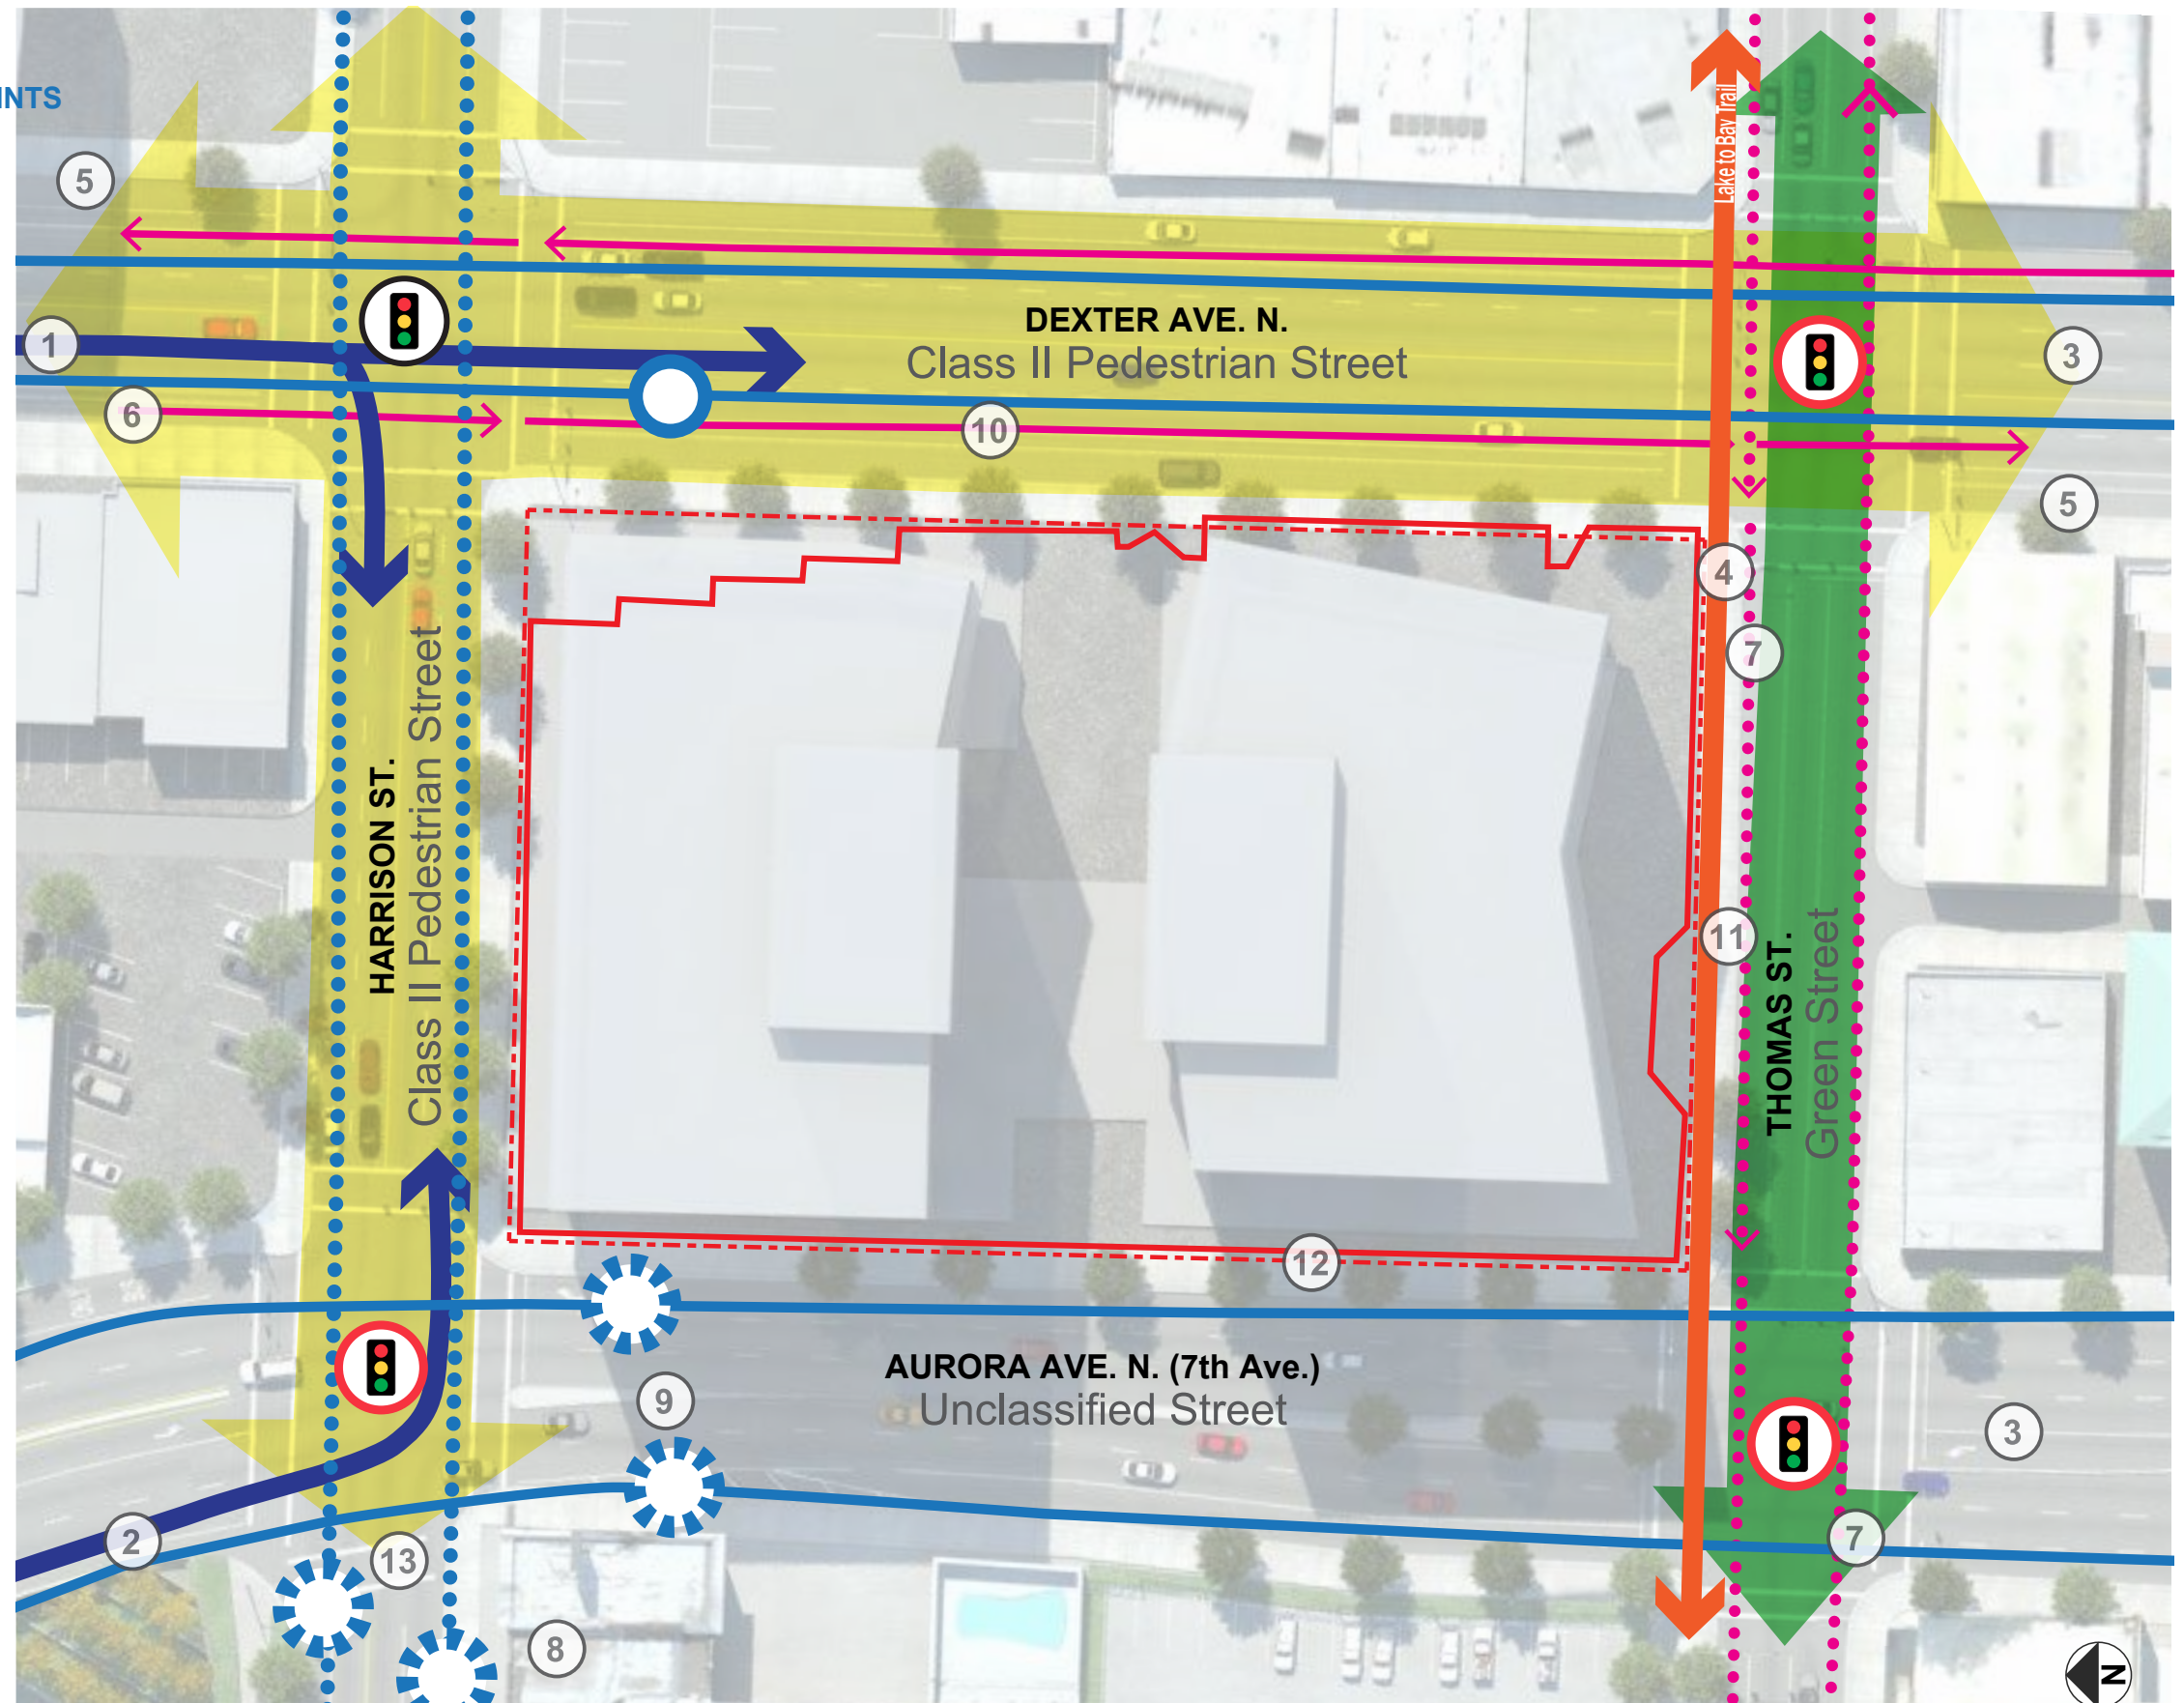 NTS
5
1
6
DEXTER AVE. N.
Class II Pedestrian Street
10
Lake to Bay Trail
3
5
4
7
HARRISON ST.
Class II Pedestrian Street
11
THOMAS ST.
Green Street
12
AURORA AVE. N. (7th Ave.)
Unclassified Street
9
3
2
13
7
8
N